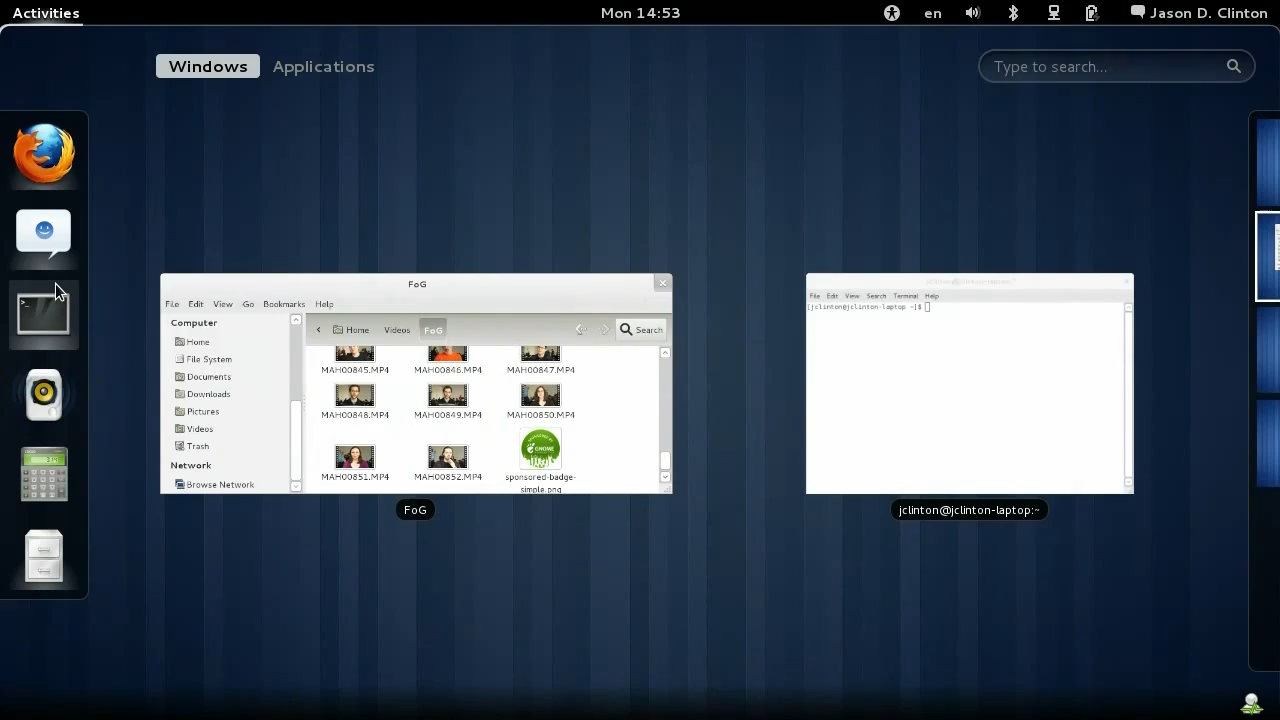 Activities
Mon 14:53
en
Jason D. Clinton
Windows
Applications
Type to search...
FoG
File Edit View Go Bookmarks Help
Computer
Home
File System
Documents
Downloads
Pictures
Videos
Trash
Network
Browse Network
Home Videos FoG
Search
MAH00845.MP4 MAH00846.MP4 MAH00847.MP4
MAH00848.MP4 MAH00849.MP4 MAH00850.MP4
MAH00851.MP4 MAH00852.MP4 sponsored-badge-
simple.png
SPONSORED BY
GNOME
FoG
File Edit View Search Terminal Help
[jclinton@jclinton-laptop ~]$
jclinton@jclinton-laptop:~